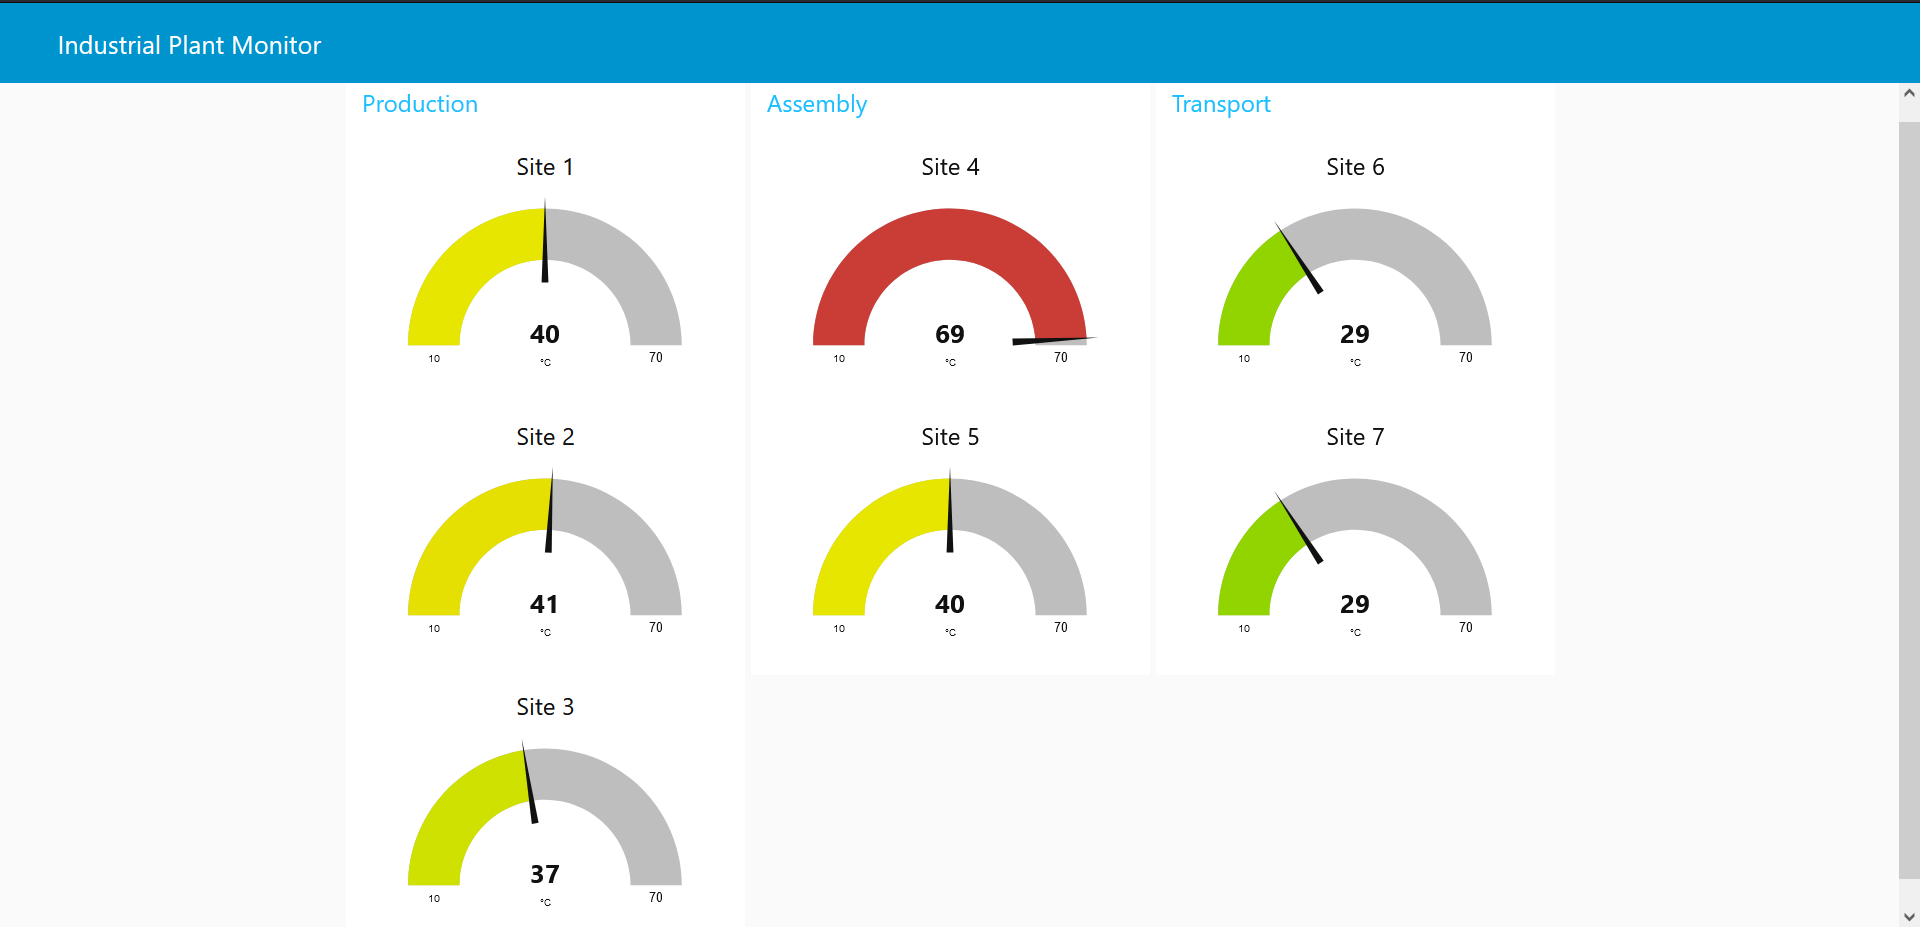 Industrial Plant Monitor
Production
Site 1
40
10
°C
70
Site 2
41
10
°C
70
Site 3
37
10
°C
70
Assembly
Site 4
69
10
°C
70
Site 5
40
10
°C
70
Transport
Site 6
29
10
°C
70
Site 7
29
10
°C
70